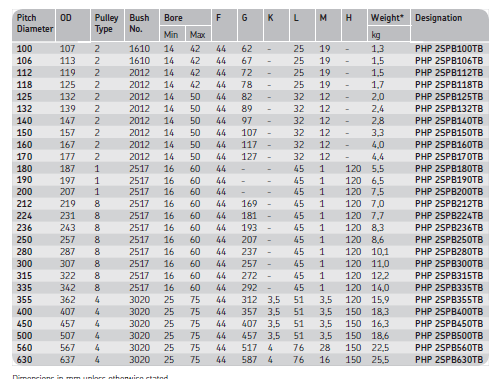 Pitch OD Pulley Bush Bore F G K L M H Weight* Designation
Diameter Type No. Min Max kg
100 107 2 1610 14 42 44 62 - 25 19 - 1,3 PHP 2SPB100TB
106 113 2 1610 14 42 44 67 - 25 19 - 1,5 PHP 2SPB106TB
112 119 2 2012 14 42 44 72 - 25 19 - 1,5 PHP 2SPB112TB
118 125 2 2012 14 42 44 78 - 25 19 - 1,7 PHP 2SPB118TB
125 132 2 2012 14 50 44 82 - 32 12 - 2,0 PHP 2SPB125TB
132 139 2 2012 14 50 44 89 - 32 12 - 2,4 PHP 2SPB132TB
140 147 2 2012 14 50 44 97 - 32 12 - 2,8 PHP 2SPB140TB
150 157 2 2012 14 50 44 107 - 32 12 - 3,3 PHP 2SPB150TB
160 167 2 2012 14 50 44 117 - 32 12 - 4,0 PHP 2SPB160TB
170 177 2 2012 14 50 44 127 - 32 12 - 4,4 PHP 2SPB170TB
180 187 1 2517 16 60 44 - - 45 1 120 5,5 PHP 2SPB180TB
190 197 1 2517 16 60 44 - - 45 1 120 6,5 PHP 2SPB190TB
200 207 1 2517 16 60 44 - - 45 1 120 7,5 PHP 2SPB200TB
212 219 8 2517 16 60 44 169 - 45 1 120 7,0 PHP 2SPB212TB
224 231 8 2517 16 60 44 181 - 45 1 120 7,7 PHP 2SPB224TB
236 243 8 2517 16 60 44 193 - 45 1 120 8,3 PHP 2SPB236TB
250 257 8 2517 16 60 44 207 - 45 1 120 8,6 PHP 2SPB250TB
280 287 8 2517 16 60 44 237 - 45 1 120 10,1 PHP 2SPB280TB
300 307 8 2517 16 60 44 257 - 45 1 120 11,0 PHP 2SPB300TB
315 322 8 2517 16 60 44 272 - 45 1 120 12,2 PHP 2SPB315TB
335 342 8 2517 16 60 44 292 - 45 1 120 14,0 PHP 2SPB335TB
355 362 4 3020 25 75 44 312 3,5 51 3,5 120 15,9 PHP 2SPB355TB
400 407 4 3020 25 75 44 357 3,5 51 3,5 150 18,3 PHP 2SPB400TB
450 457 4 3020 25 75 44 407 3,5 51 3,5 150 16,3 PHP 2SPB450TB
500 507 4 3020 25 75 44 457 3,5 51 3,5 150 18,6 PHP 2SPB500TB
560 567 4 3020 25 75 44 517 4 76 28 150 22,5 PHP 2SPB560TB
630 637 4 3020 25 75 44 587 4 76 16 150 25,5 PHP 2SPB630TB
Dimensions in mm unless otherwise stated